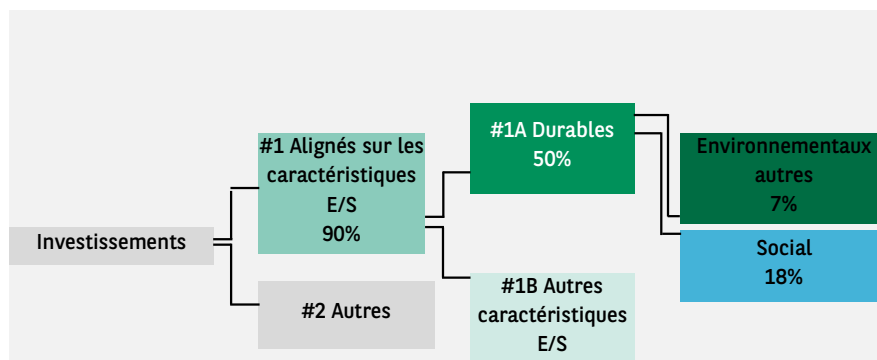 Investissements
#1 Alignés sur les
caractéristiques
E/S
90%
#2 Autres
#1A Durables
50%
#1B Autres
caractéristiques
E/S
Environnementaux
autres
7%
Social
18%